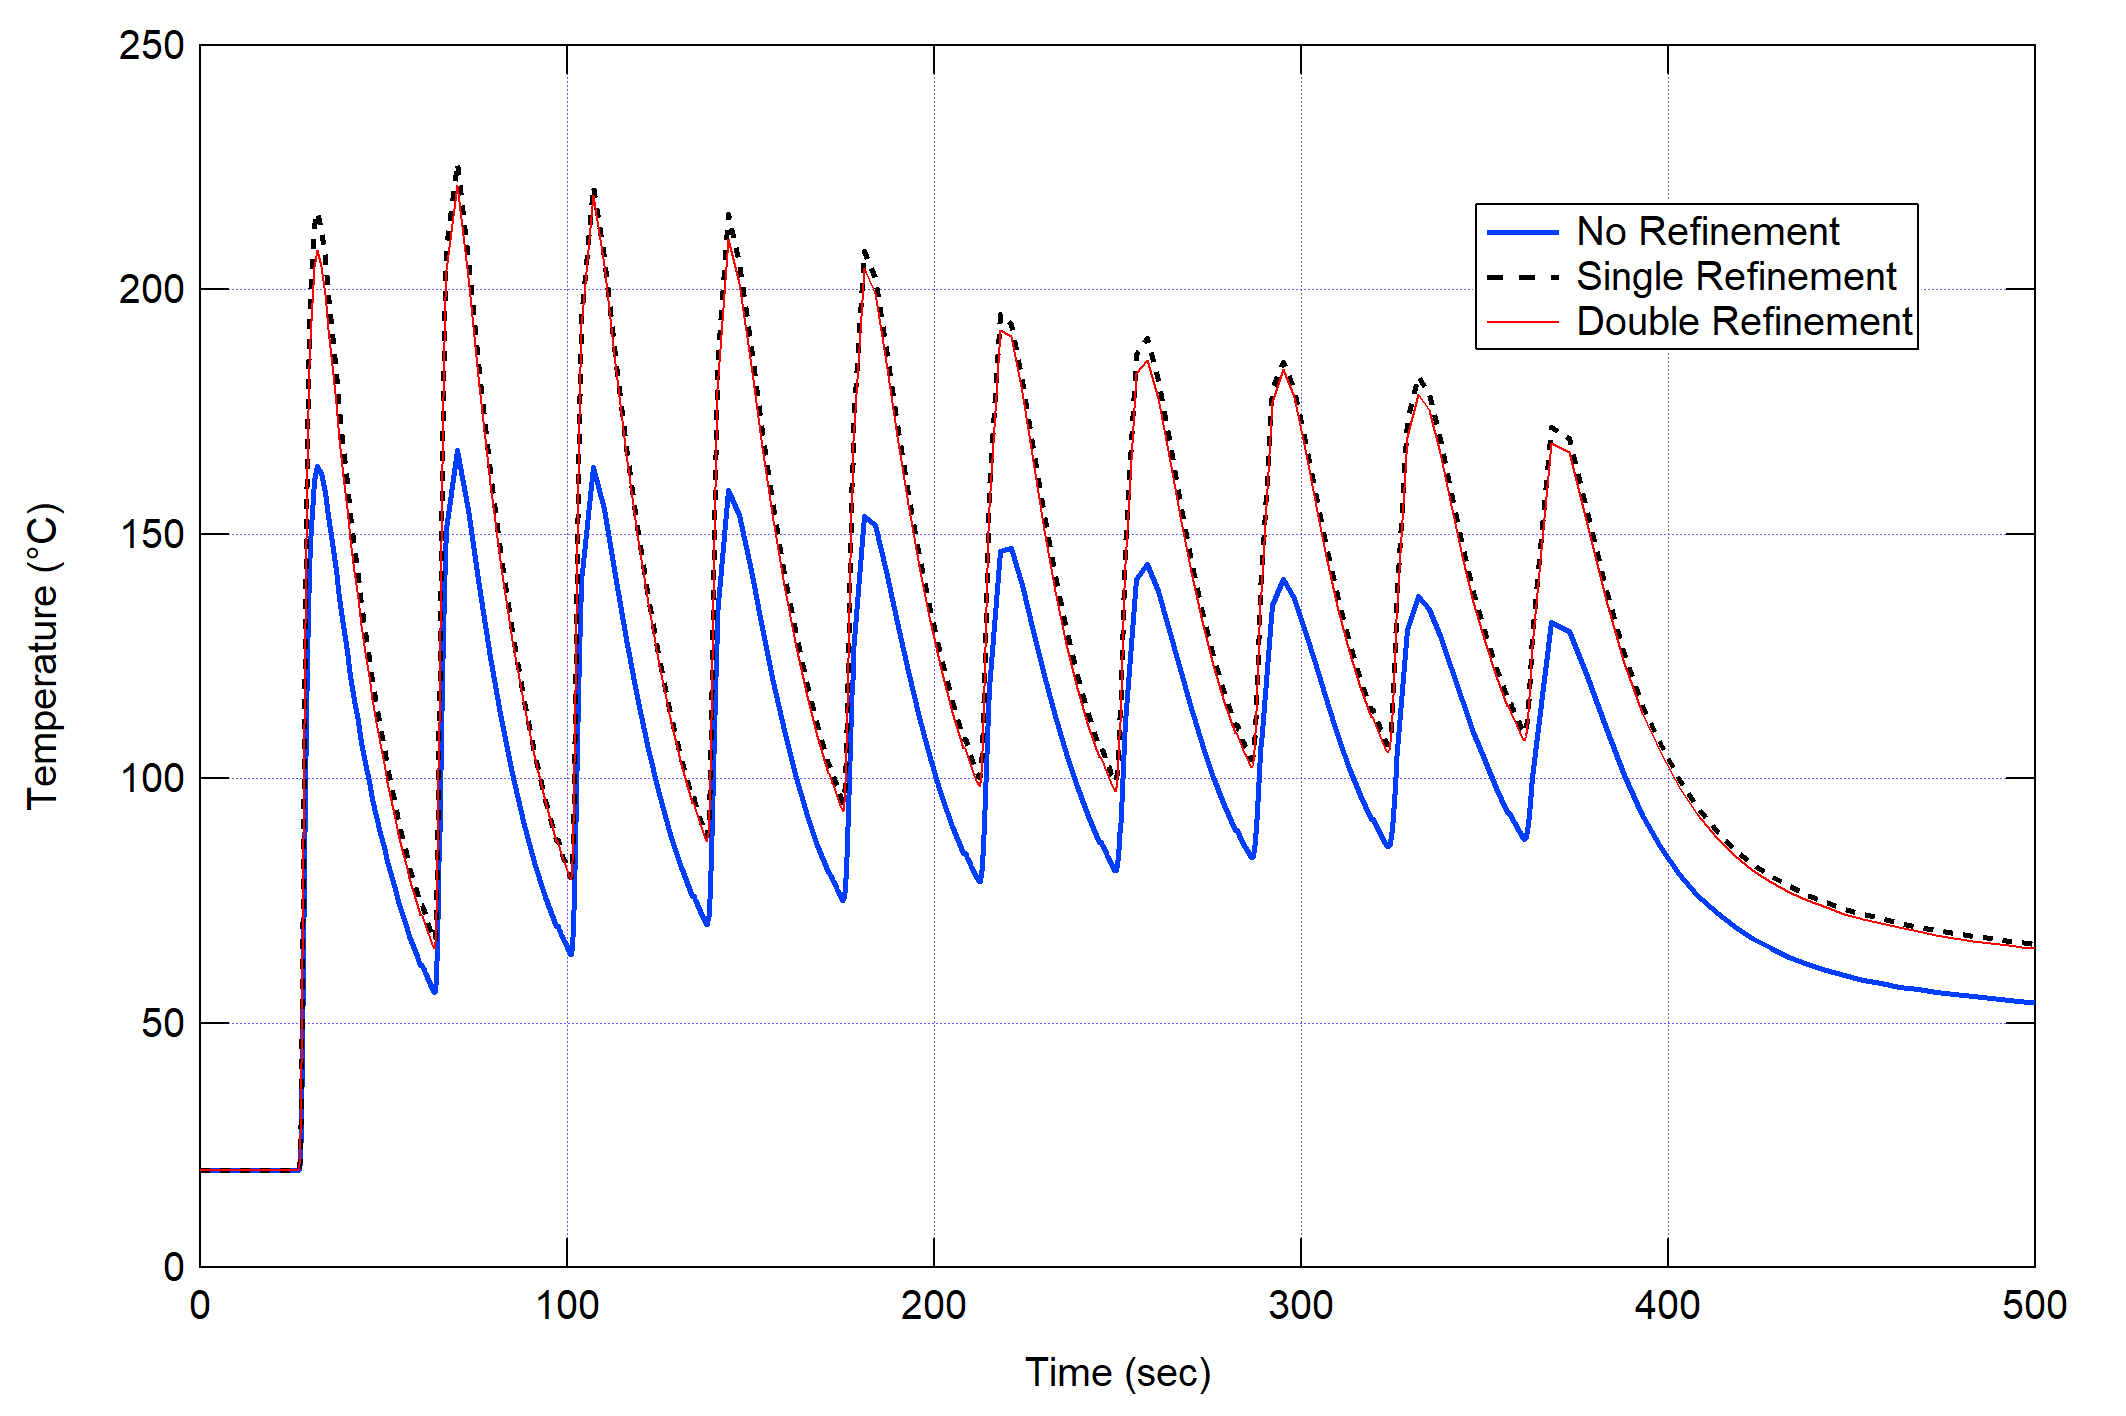 250
200
150
100
50
0
0 100 200 300 400 500
Temperature (°C)
Time (sec)
No Refinement
Single Refinement
Double Refinement